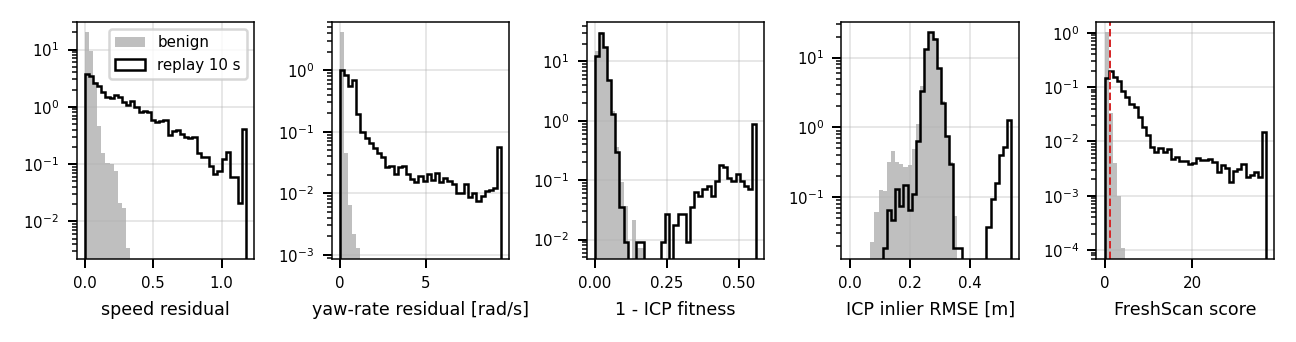 benign
replay 10 s
10¹
10⁰
10⁻¹
10⁻²
0.0 0.5 1.0
speed residual
10⁰
10⁻¹
10⁻²
10⁻³
0 5
yaw-rate residual [rad/s]
10¹
10⁰
10⁻¹
10⁻²
0.00 0.25 0.50
1 - ICP fitness
10¹
10⁰
10⁻¹
0.0 0.2 0.4
ICP inlier RMSE [m]
10⁰
10⁻¹
10⁻²
10⁻³
10⁻⁴
0 20
FreshScan score